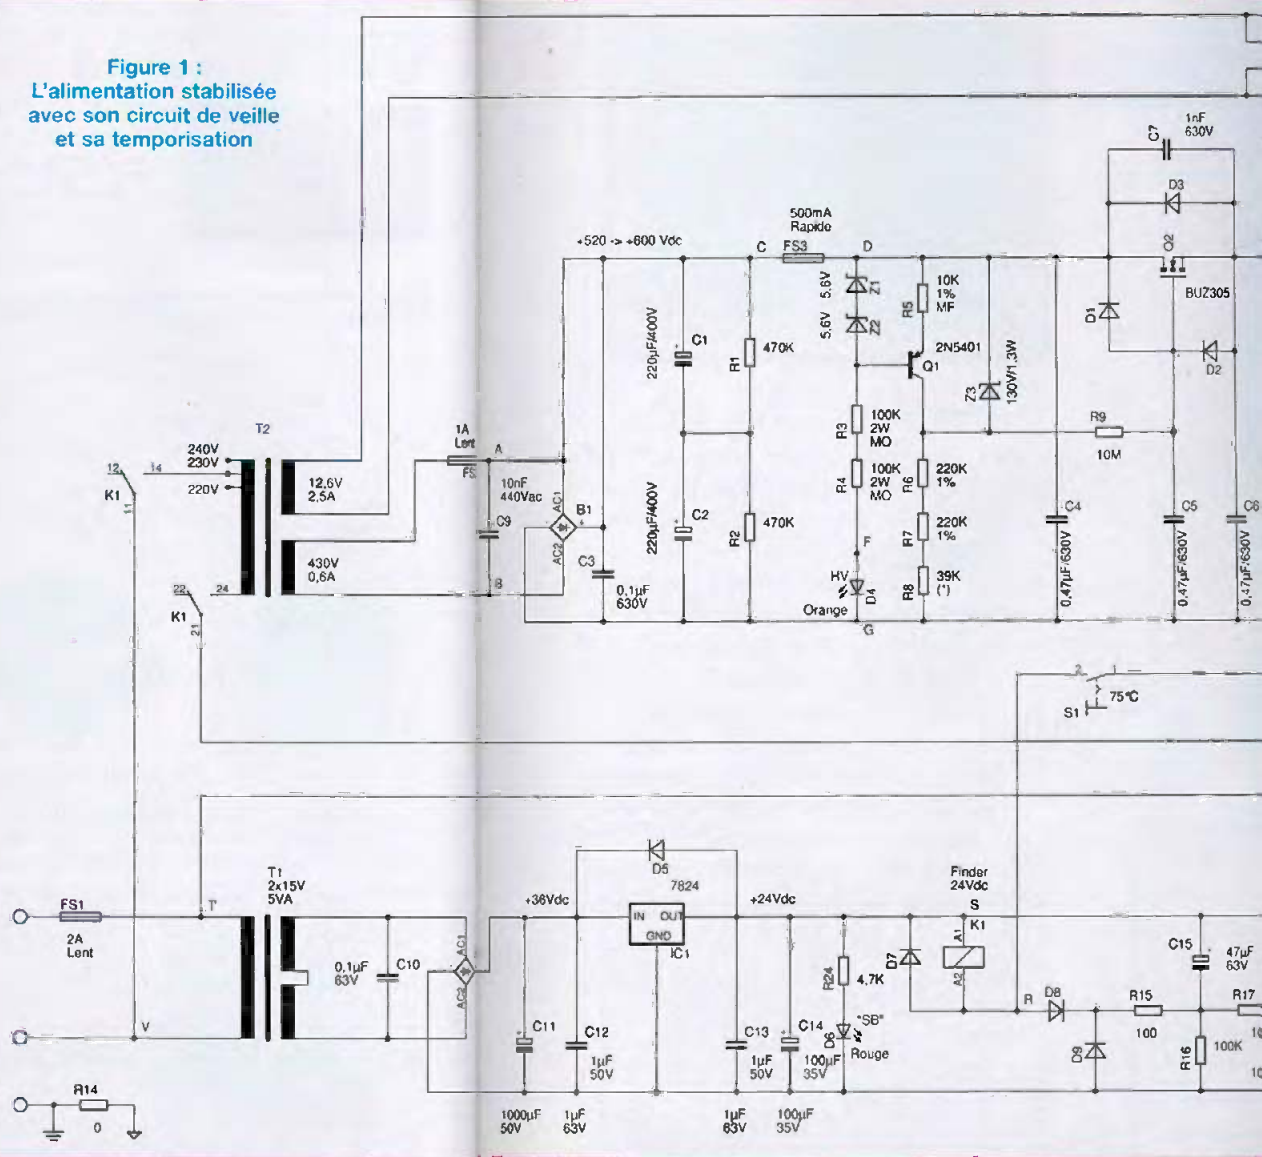 Figure 1 :
L'alimentation stabilisée
avec son circuit de veille
et sa temporisation
C7
1nF
630V
D3
Q2
BUZ305
D1
D2
500mA
Rapide
+520 -> +600 Vdc
C
FS3
D
5,6V
Z1
5,6V
Z2
10K
1%
MF
R5
2N5401
Q1
Z3
130V/1,3W
220µF/400V
C1
R1
470K
R3
100K
2W
MO
R4
100K
2W
MO
R6
220K
1%
R7
220K
1%
R8
39K
(*)
R9
10M
C4
0,47µF/630V
C5
0,47µF/630V
C6
0,47µF/630V
220µF/400V
C2
R2
470K
F
HV
D4
Orange
G
T2
240V
230V
220V
12
14
K1
11
22
24
K1
21
12,6V
2,5A
430V
0,6A
1A
Lent
A
10nF
440Vac
C9
B
AC1
B1
AC2
C3
0,1µF
630V
2
1
75°C
S1
T1
2x15V
5VA
FS1
2A
Lent
T
V
R14
0
0,1µF
63V
C10
AC1
AC2
+36Vdc
D5
7824
IN
OUT
GND
IC1
+24Vdc
C11
1000µF
50V
C12
1µF
50V
1µF
63V
C13
1µF
50V
1µF
63V
C14
100µF
35V
100µF
35V
R24
4,7K
D6
"SB"
Rouge
D7
Finder
24Vdc
S
K1
A1
A2
R
D8
D9
R15
100
C15
47µF
63V
R17
R16
100K